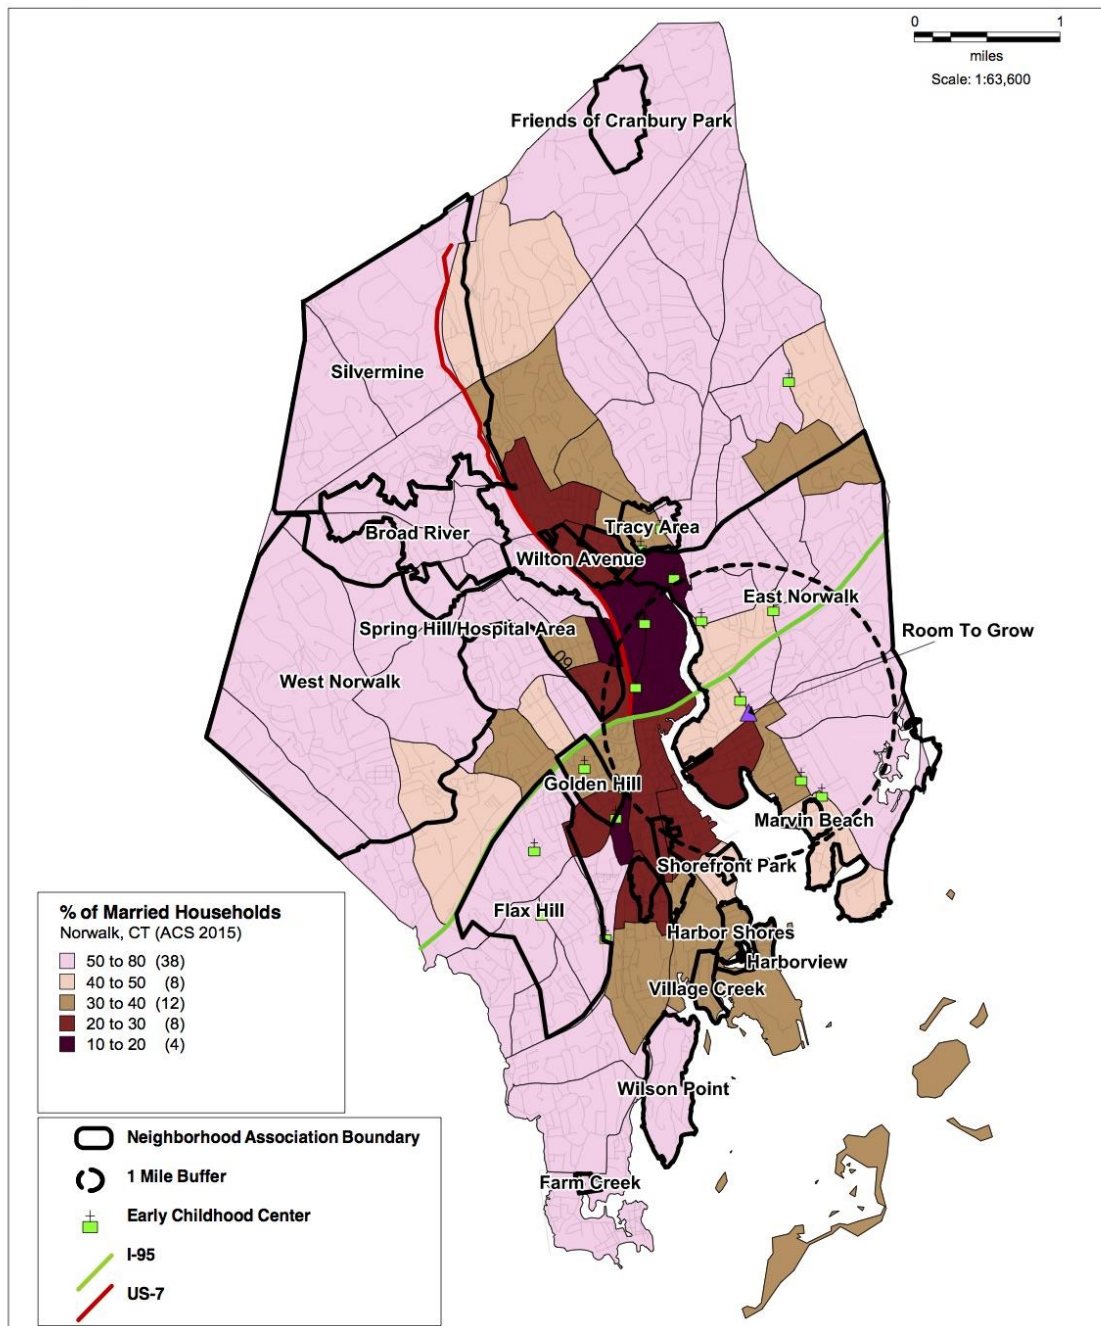 0 1
miles
Scale: 1:63,600
Friends of Cranbury Park
Silvermine
Broad River
Tracy Area
Wilton Avenue
East Norwalk
Spring Hill/Hospital Area
Room To Grow
West Norwalk
Golden Hill
Marvin Beach
Shorefront Park
Flax Hill
Harbor Shores
Harborview
Village Creek
Wilson Point
Farm Creek
% of Married Households
Norwalk, CT (ACS 2015)
50 to 80 (38)
40 to 50 (8)
30 to 40 (12)
20 to 30 (8)
10 to 20 (4)
Neighborhood Association Boundary
1 Mile Buffer
Early Childhood Center
I-95
US-7